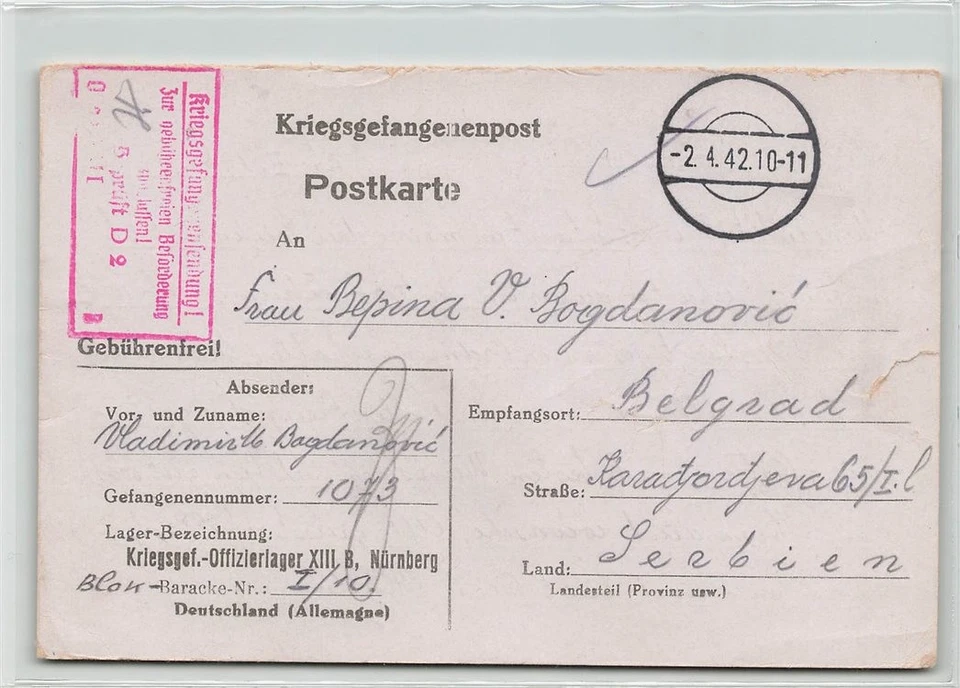 Kriegsgefangenensendung!
Zur gebührenfreien Beförderung
zugelassen!
prüft D 2
Kriegsgefangenenpost
Postkarte
-2.4.42.10-11
An
Frau Bepina V. Bogdanović
Gebührenfrei!
Absender:
Vor- und Zuname:
Vladimir M Bogdanović
Gefangenennummer: 1073
Lager-Bezeichnung:
Kriegsgef.-Offizierlager XIII B, Nürnberg
Blok-Baracke-Nr.: I/10
Deutschland (Allemagne)
Empfangsort: Belgrad
Straße: Karadjordjeva 65/I. l
Land: Serbien
Landesteil (Provinz usw.)